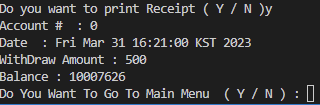 Do you want to print Receipt ( Y / N )y
Account #  : 0
Date  : Fri Mar 31 16:21:00 KST 2023
WithDraw Amount : 500
Balance : 10007626
Do You Want To Go To Main Menu  ( Y / N ) :